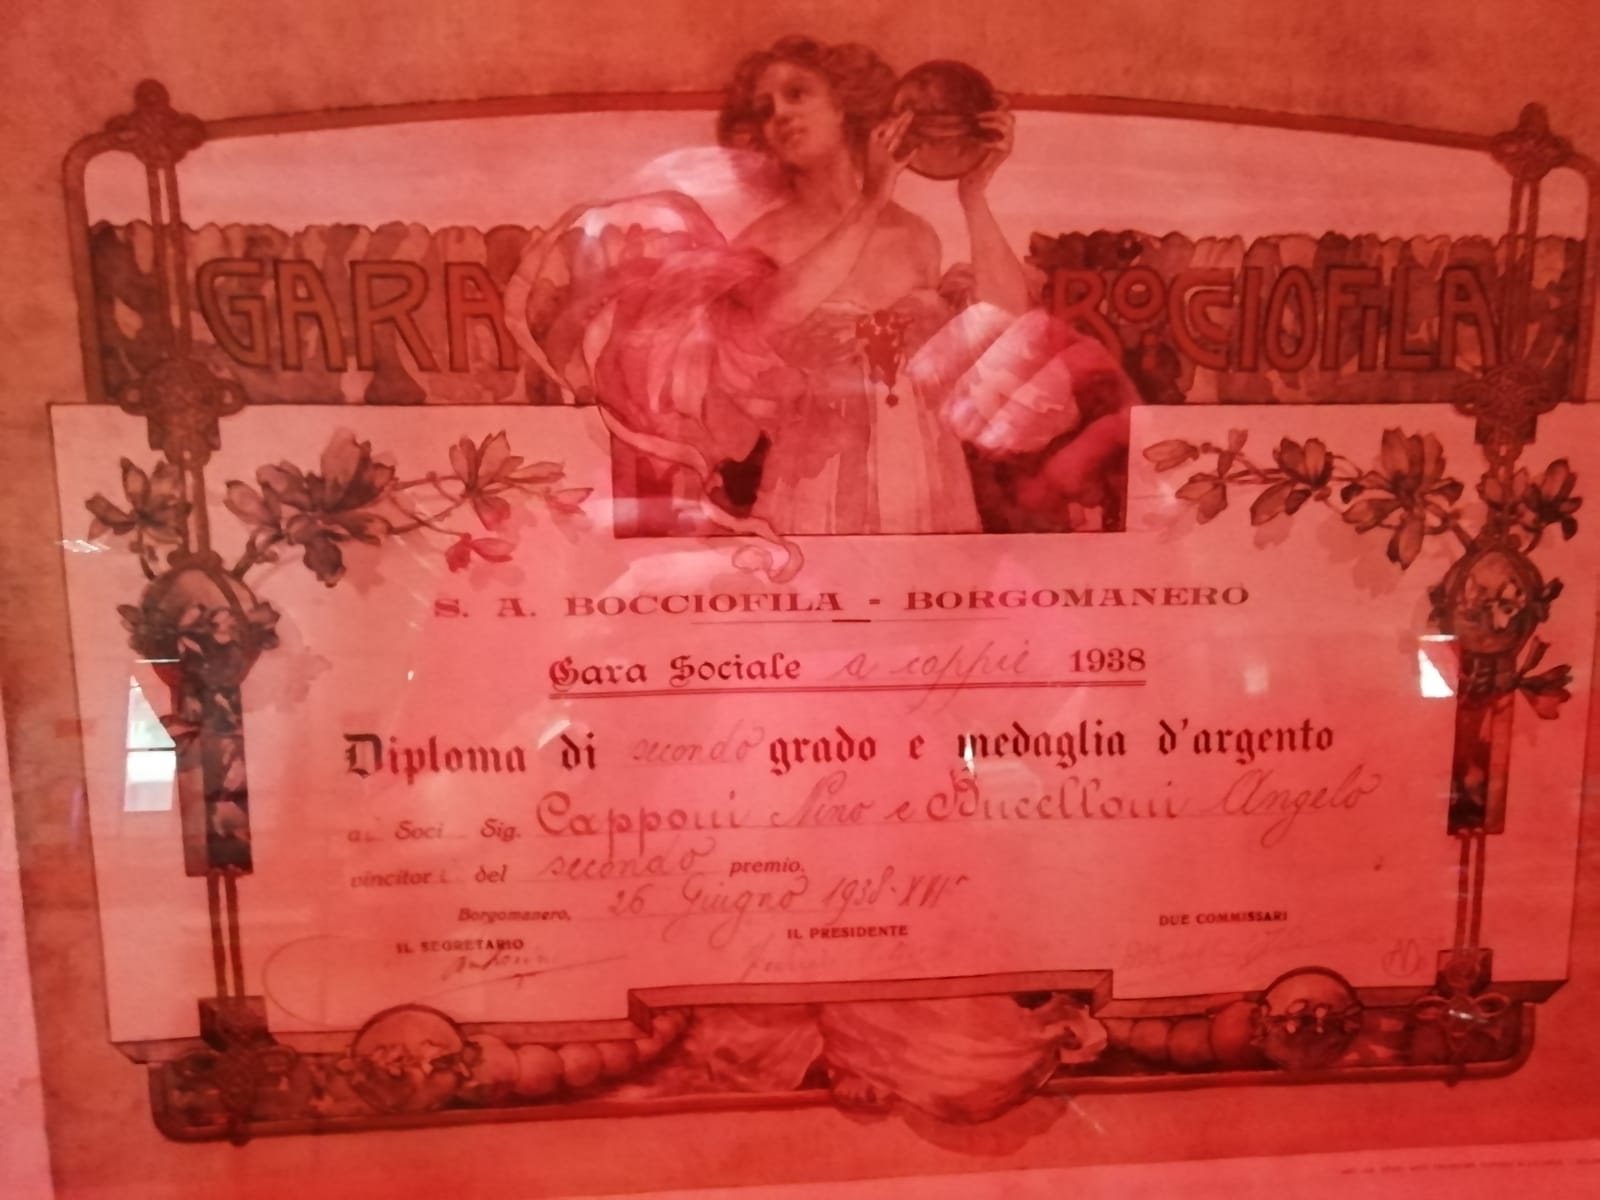 GARA BOCCIOFILA
S. A. BOCCIOFILA - BORGOMANERO
Gara Sociale a coppie 1938
Diploma di secondo grado e medaglia d'argento
ai Soci Sig. Capponi Nino e Bucelloni Angelo
vincitori del secondo premio.
Borgomanero, 26 Giugno 1938-XVIº
IL SEGRETARIO
IL PRESIDENTE
DUE COMMISSARI